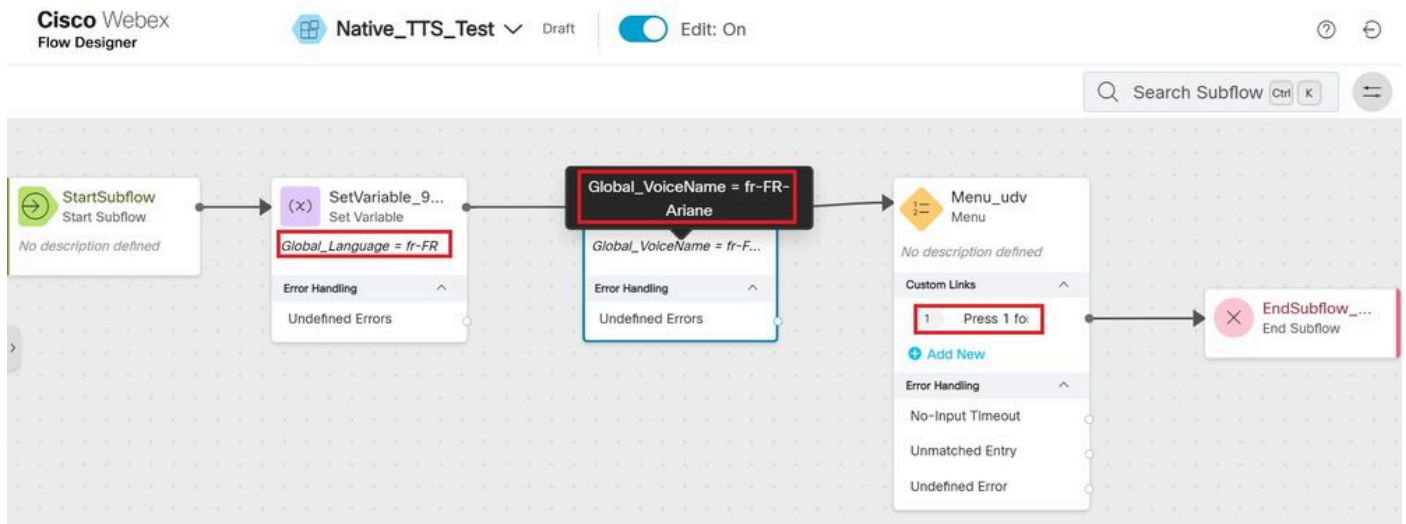 Cisco Webex
Flow Designer
Native_TTS_Test
Draft
Edit: On
Search Subflow Ctrl K
StartSubflow
Start Subflow
No description defined
SetVariable_9...
Set Variable
Global_Language = fr-FR
Error Handling
Undefined Errors
Global_VoiceName = fr-FR-
Ariane
Global_VoiceName = fr-F...
Error Handling
Undefined Errors
Menu_udv
Menu
No description defined
Custom Links
1 Press 1 fo
Add New
Error Handling
No-Input Timeout
Unmatched Entry
Undefined Error
EndSubflow_...
End Subflow